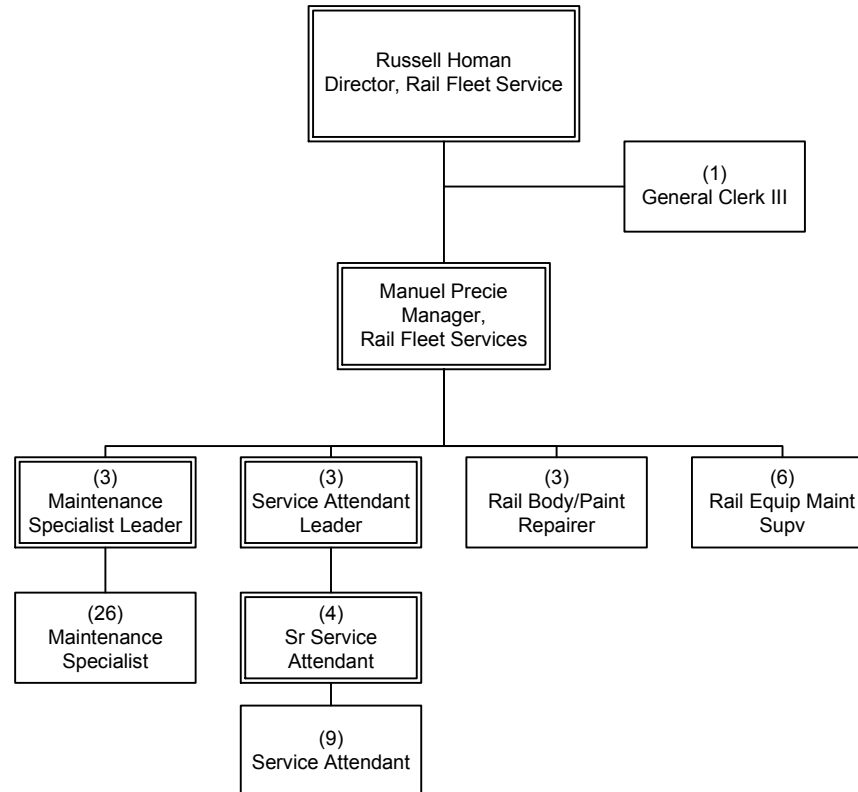 Russell Homan
Director, Rail Fleet Service
(1)
General Clerk III
Manuel Precie
Manager,
Rail Fleet Services
(3)
Maintenance
Specialist Leader
(3)
Service Attendant
Leader
(3)
Rail Body/Paint
Repairer
(6)
Rail Equip Maint
Supv
(26)
Maintenance
Specialist
(4)
Sr Service
Attendant
(9)
Service Attendant